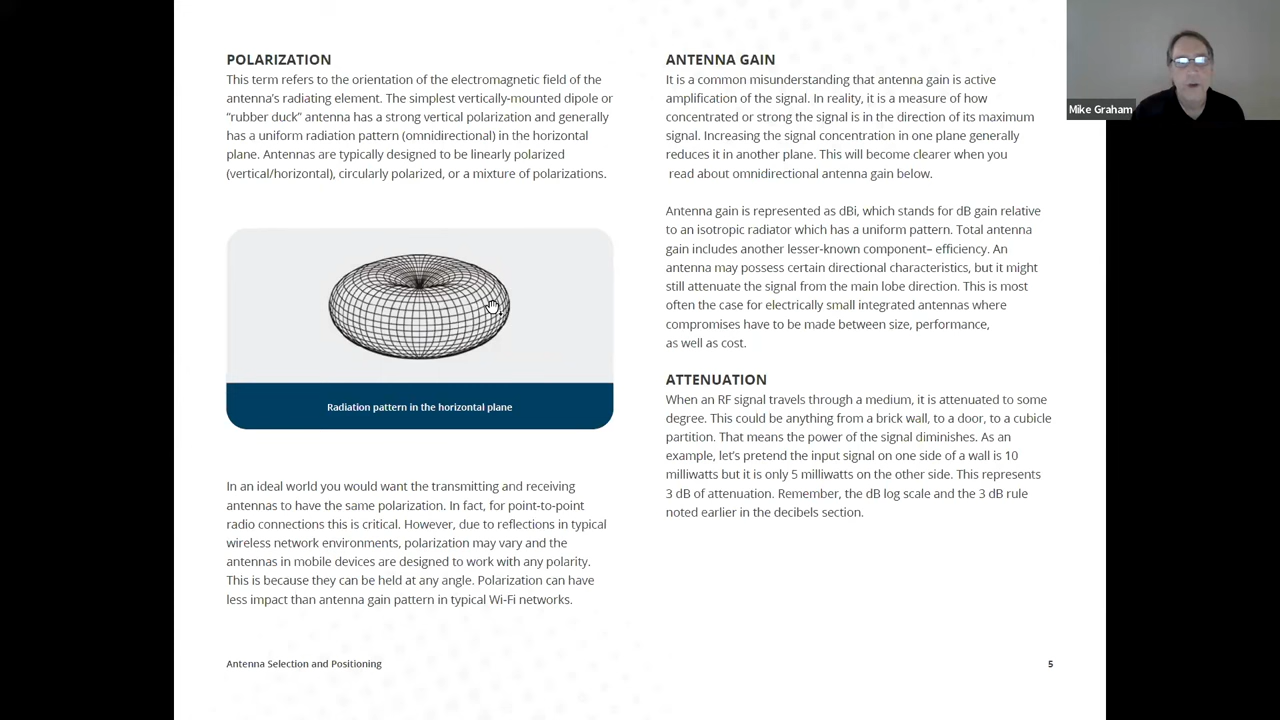 POLARIZATION
This term refers to the orientation of the electromagnetic field of the
antenna's radiating element. The simplest vertically-mounted dipole or
“rubber duck” antenna has a strong vertical polarization and generally
has a uniform radiation pattern (omnidirectional) in the horizontal
plane. Antennas are typically designed to be linearly polarized
(vertical/horizontal), circularly polarized, or a mixture of polarizations.
Radiation pattern in the horizontal plane
In an ideal world you would want the transmitting and receiving
antennas to have the same polarization. In fact, for point-to-point
radio connections this is critical. However, due to reflections in typical
wireless network environments, polarization may vary and the
antennas in mobile devices are designed to work with any polarity.
This is because they can be held at any angle. Polarization can have
less impact than antenna gain pattern in typical Wi-Fi networks.
ANTENNA GAIN
It is a common misunderstanding that antenna gain is active
amplification of the signal. In reality, it is a measure of how
concentrated or strong the signal is in the direction of its maximum
signal. Increasing the signal concentration in one plane generally
reduces it in another plane. This will become clearer when you
read about omnidirectional antenna gain below.
Antenna gain is represented as dBi, which stands for dB gain relative
to an isotropic radiator which has a uniform pattern. Total antenna
gain includes another lesser-known component– efficiency. An
antenna may possess certain directional characteristics, but it might
still attenuate the signal from the main lobe direction. This is most
often the case for electrically small integrated antennas where
compromises have to be made between size, performance,
as well as cost.
ATTENUATION
When an RF signal travels through a medium, it is attenuated to some
degree. This could be anything from a brick wall, to a door, to a cubicle
partition. That means the power of the signal diminishes. As an
example, let’s pretend the input signal on one side of a wall is 10
milliwatts but it is only 5 milliwatts on the other side. This represents
3 dB of attenuation. Remember, the dB log scale and the 3 dB rule
noted earlier in the decibels section.
Antenna Selection and Positioning
5
Mike Graham